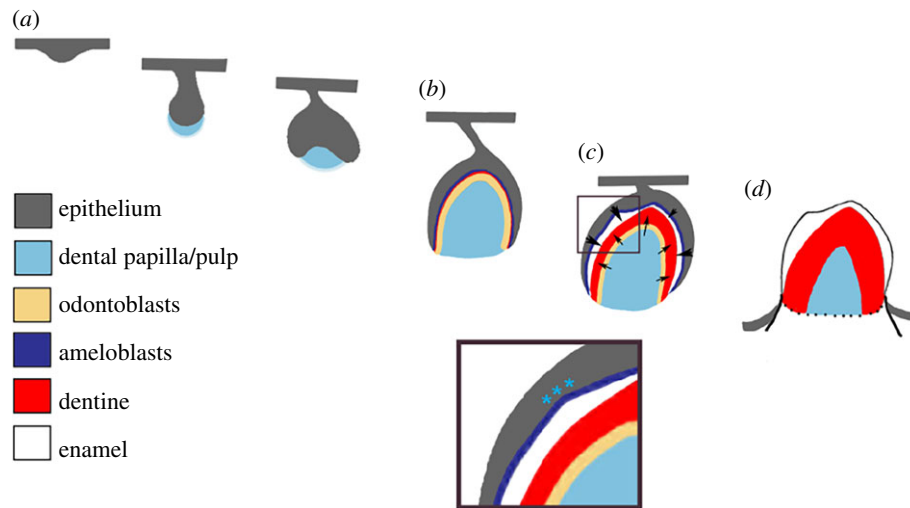 (a)
(b)
(c)
(d)
epithelium
dental papilla/pulp
odontoblasts
ameloblasts
dentine
enamel
***